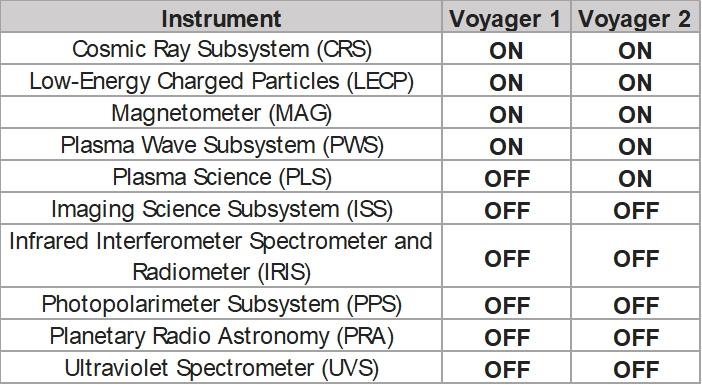 Instrument Voyager 1 Voyager 2
Cosmic Ray Subsystem (CRS) ON ON
Low-Energy Charged Particles (LECP) ON ON
Magnetometer (MAG) ON ON
Plasma Wave Subsystem (PWS) ON ON
Plasma Science (PLS) OFF ON
Imaging Science Subsystem (ISS) OFF OFF
Infrared Interferometer Spectrometer and
Radiometer (IRIS) OFF OFF
Photopolarimeter Subsystem (PPS) OFF OFF
Planetary Radio Astronomy (PRA) OFF OFF
Ultraviolet Spectrometer (UVS) OFF OFF